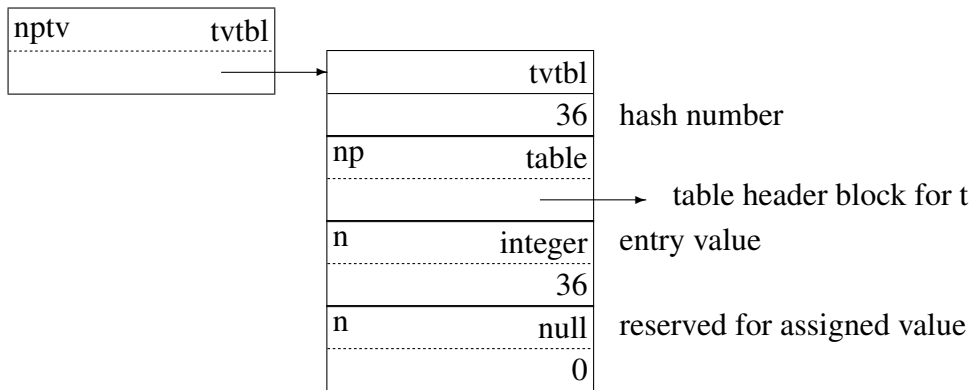 nptv tvtbl
tvtbl
36 hash number
np table
table header block for t
n integer entry value
36
n null reserved for assigned value
0